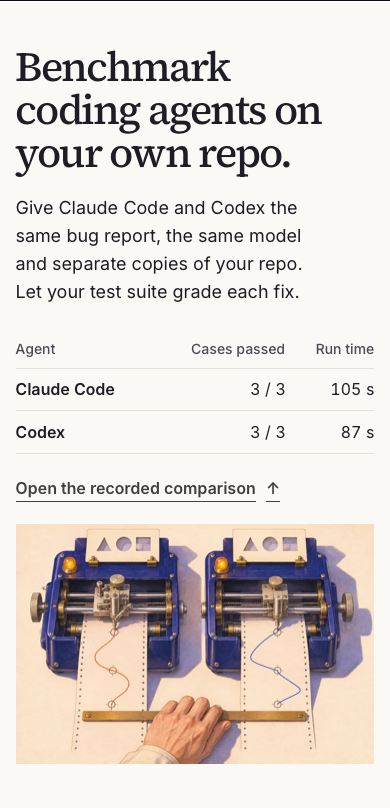 Benchmark
coding agents on
your own repo.
Give Claude Code and Codex the
same bug report, the same model
and separate copies of your repo.
Let your test suite grade each fix.
Agent Cases passed Run time
Claude Code 3 / 3 105 s
Codex 3 / 3 87 s
Open the recorded comparison ↑